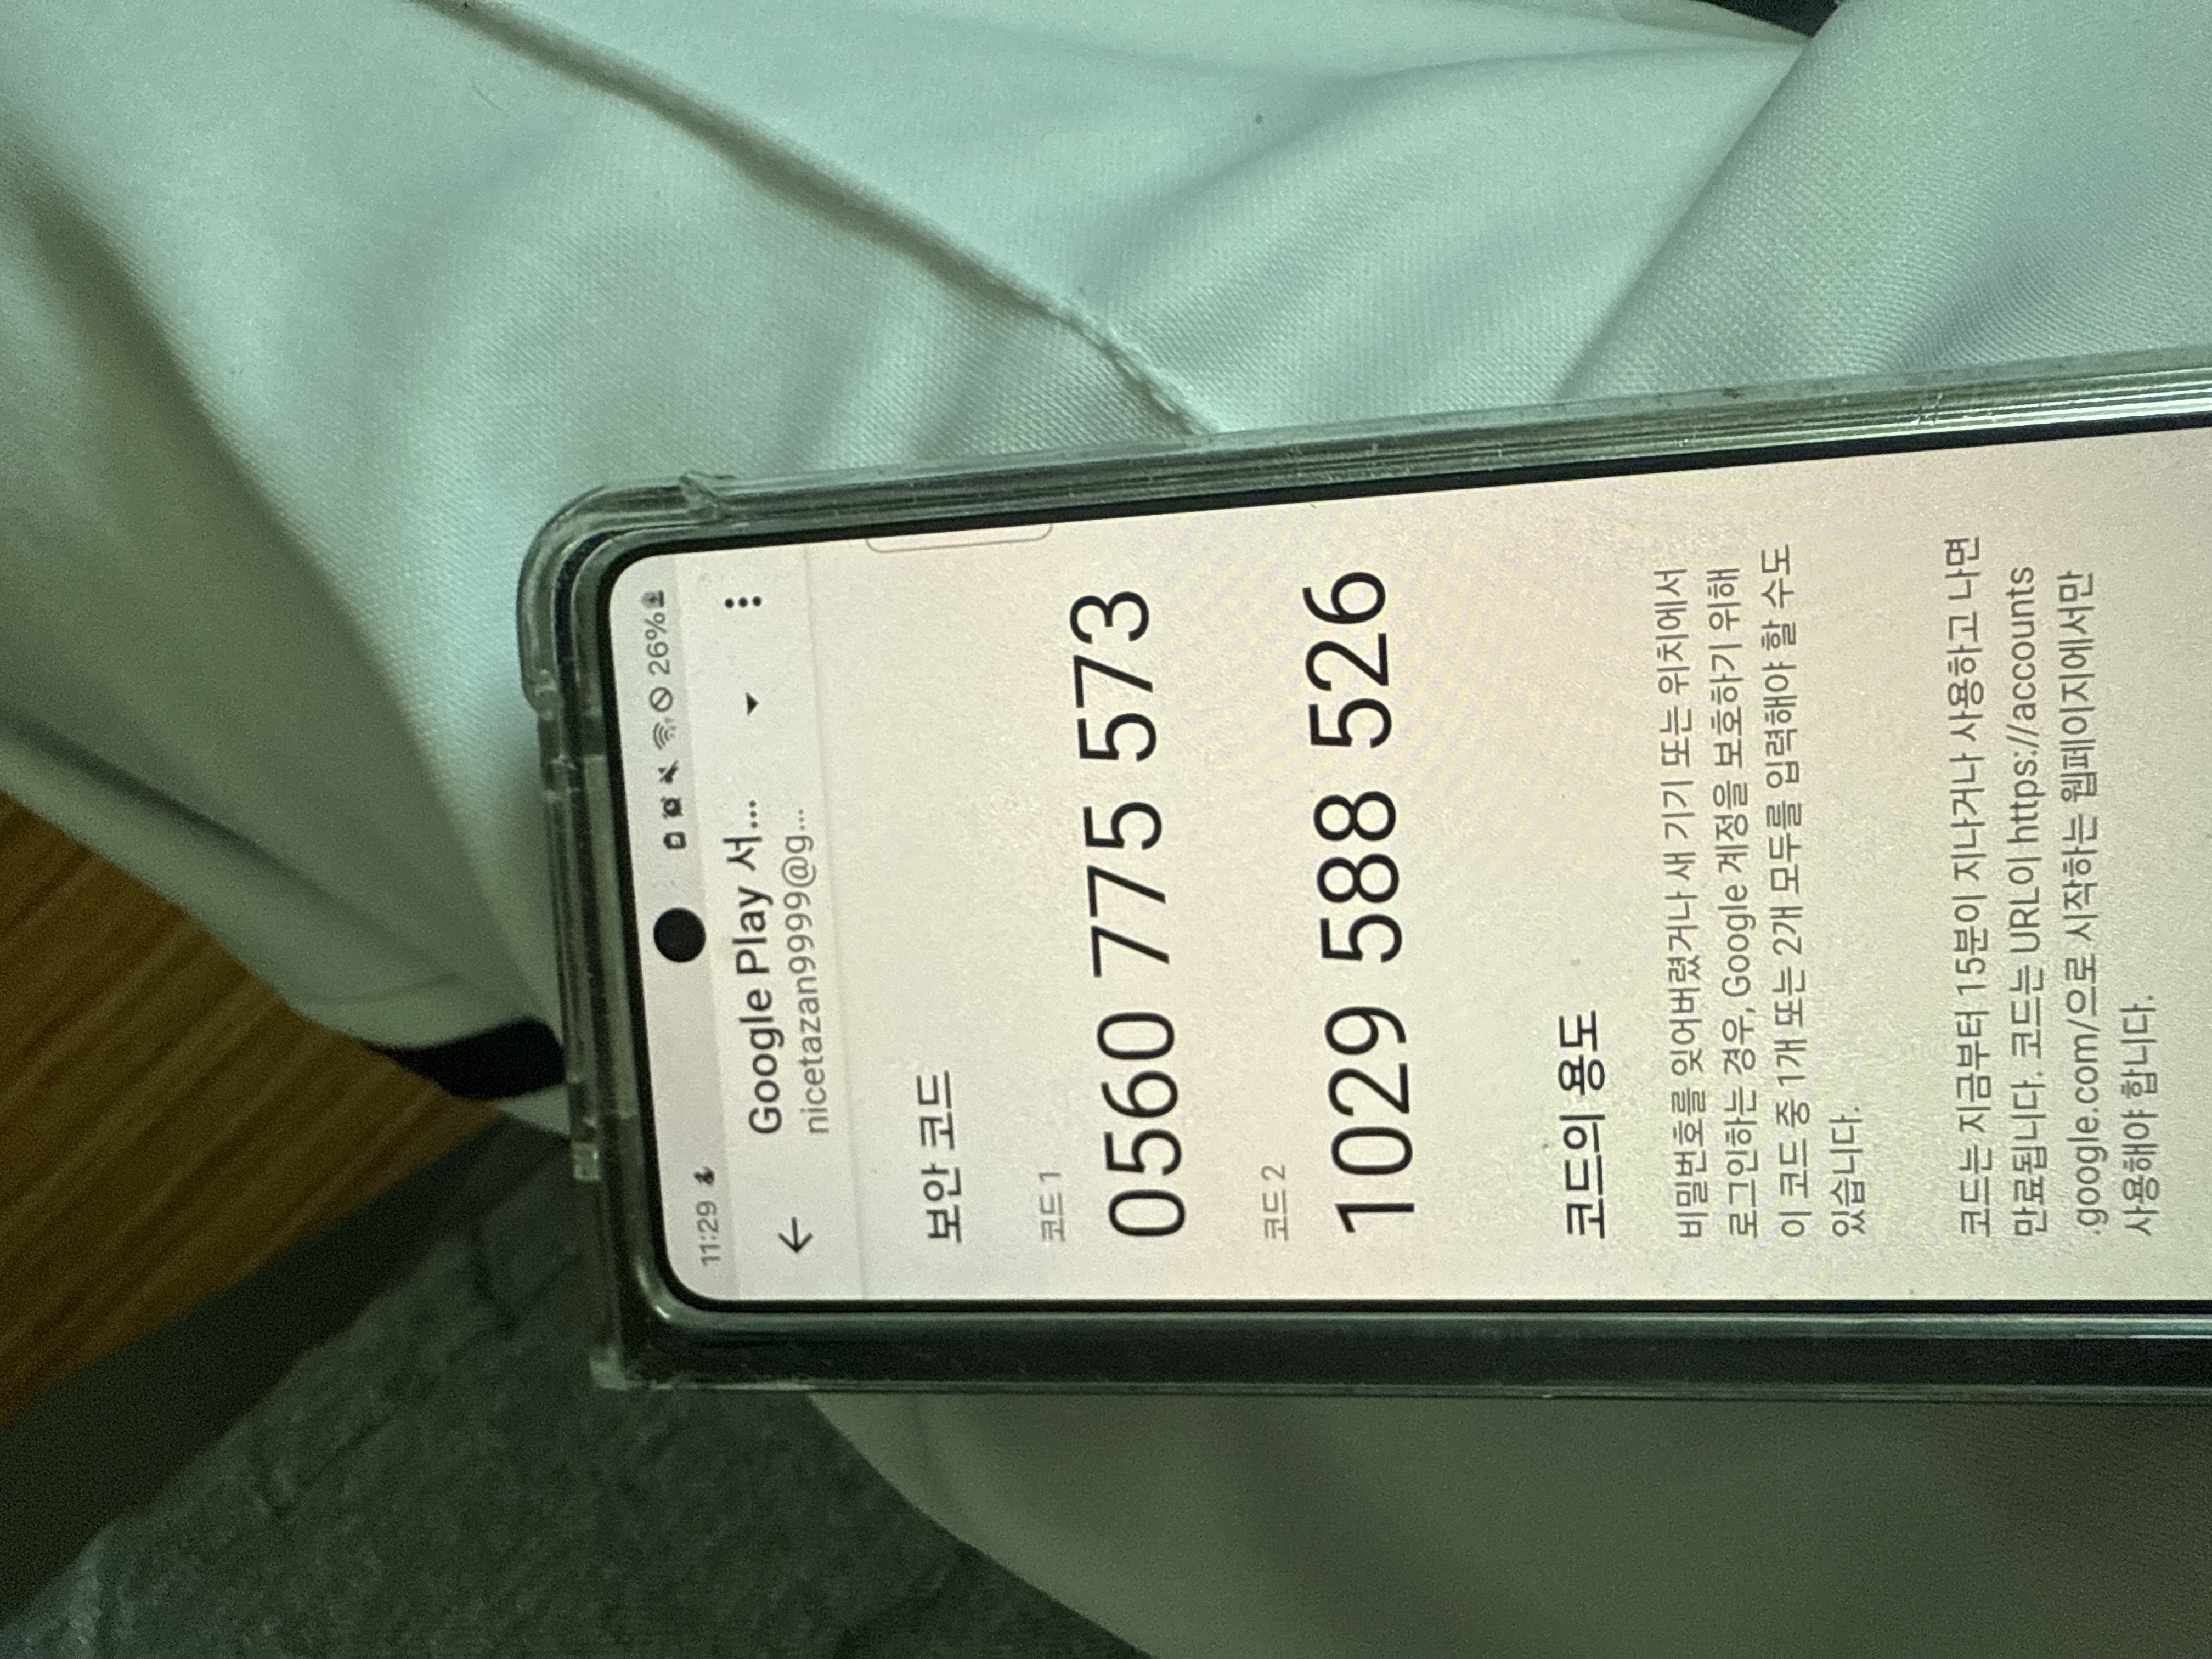 11:29
26%
Google Play 서...
nicetazan9999@g...
보안 코드
코드 1
0560 775 573
코드 2
1029 588 526
코드의 용도
비밀번호를 잊어버렸거나 새 기기 또는 위치에서
로그인하는 경우, Google 계정을 보호하기 위해
이 코드 중 1개 또는 2개 모두를 입력해야 할 수도
있습니다.
코드는 지금부터 15분이 지나거나 사용하고 나면
만료됩니다. 코드는 URL이 https://accounts
.google.com/으로 시작하는 웹페이지에서만
사용해야 합니다.